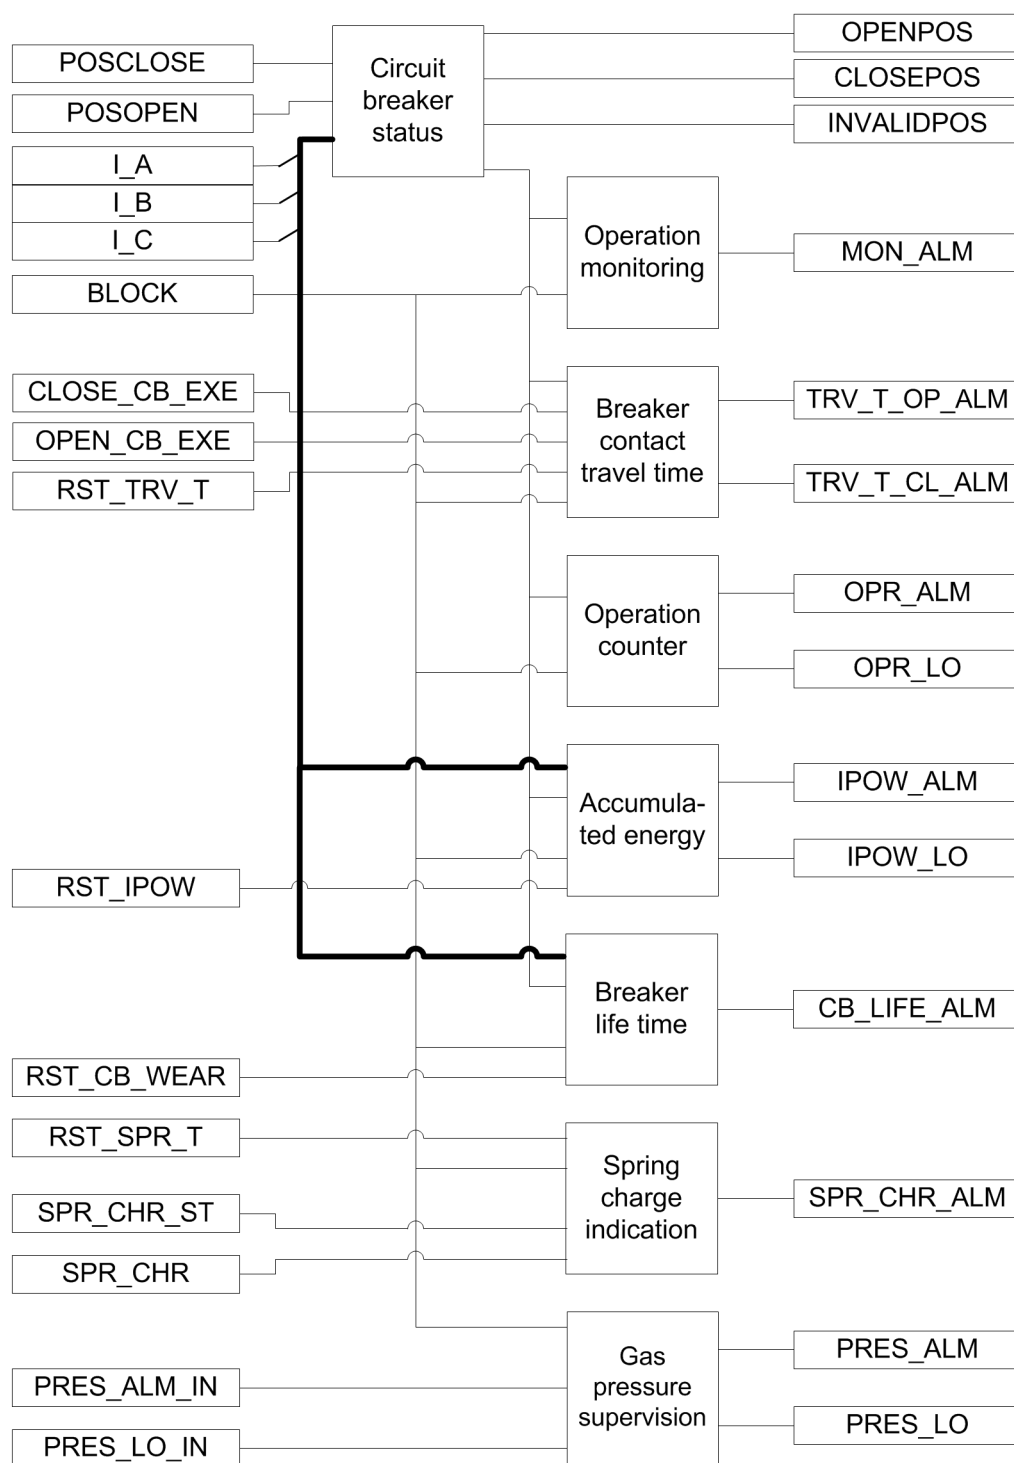 OPENPOS
POSCLOSE
Circuit
breaker
status
CLOSEPOS
POSOPEN
INVALIDPOS
I_A
I_B
I_C
Operation
monitoring
MON_ALM
BLOCK
CLOSE_CB_EXE
OPEN_CB_EXE
RST_TRV_T
Breaker
contact
travel time
TRV_T_OP_ALM
TRV_T_CL_ALM
Operation
counter
OPR_ALM
OPR_LO
Accumula-
ted energy
IPOW_ALM
IPOW_LO
RST_IPOW
Breaker
life time
CB_LIFE_ALM
RST_CB_WEAR
RST_SPR_T
SPR_CHR_ST
SPR_CHR
Spring
charge
indication
SPR_CHR_ALM
Gas
pressure
supervision
PRES_ALM
PRES_ALM_IN
PRES_LO
PRES_LO_IN